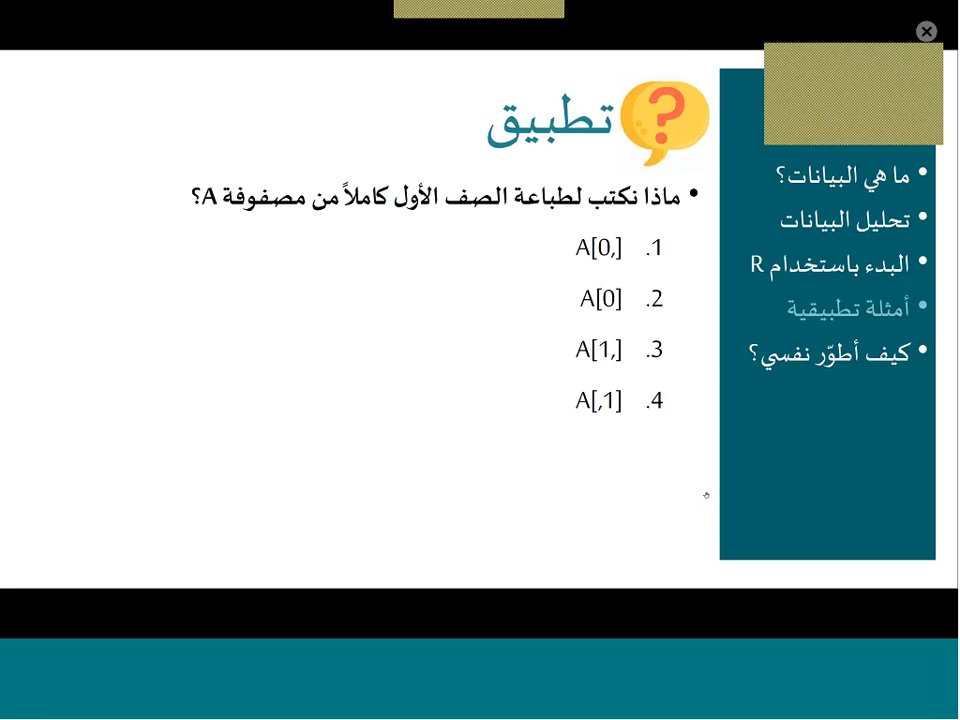 تطبيق
• ماذا نكتب لطباعة الصف الأول كاملاً من مصفوفة A؟
1. A[0,]
2. A[0]
3. A[1,]
4. A[,1]
• ما هي البيانات؟
• تحليل البيانات
• البدء باستخدام R
• أمثلة تطبيقية
• كيف أطوّر نفسي؟